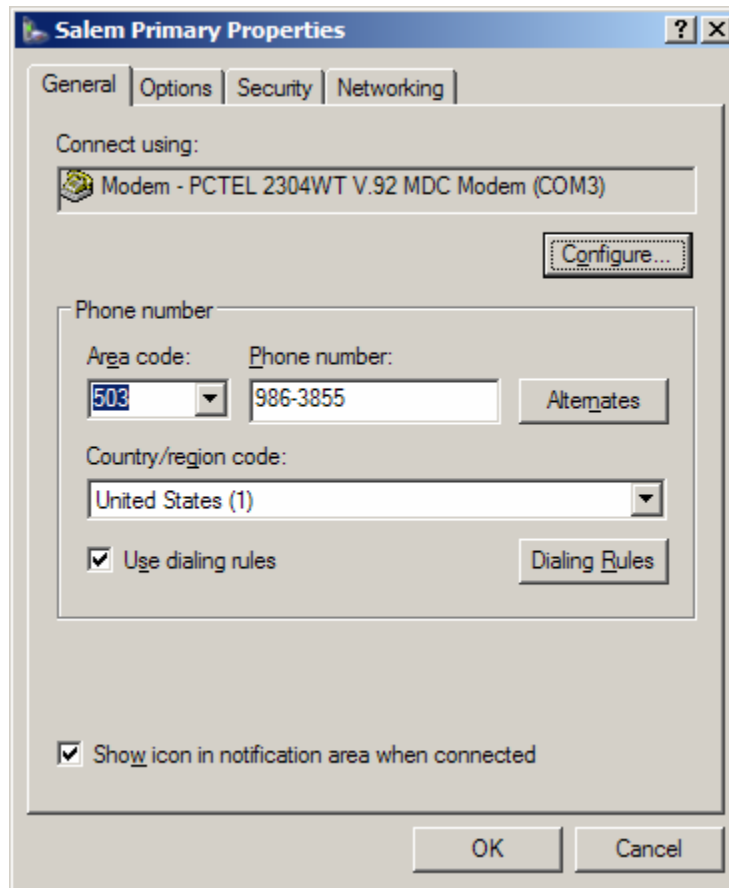 Salem Primary Properties
General Options Security Networking
Connect using:
Modem - PCTEL 2304WT V.92 MDC Modem (COM3)
Configure...
Phone number
Area code: Phone number:
503 986-3855 Alternates
Country/region code:
United States (1)
Use dialing rules Dialing Rules
Show icon in notification area when connected
OK Cancel